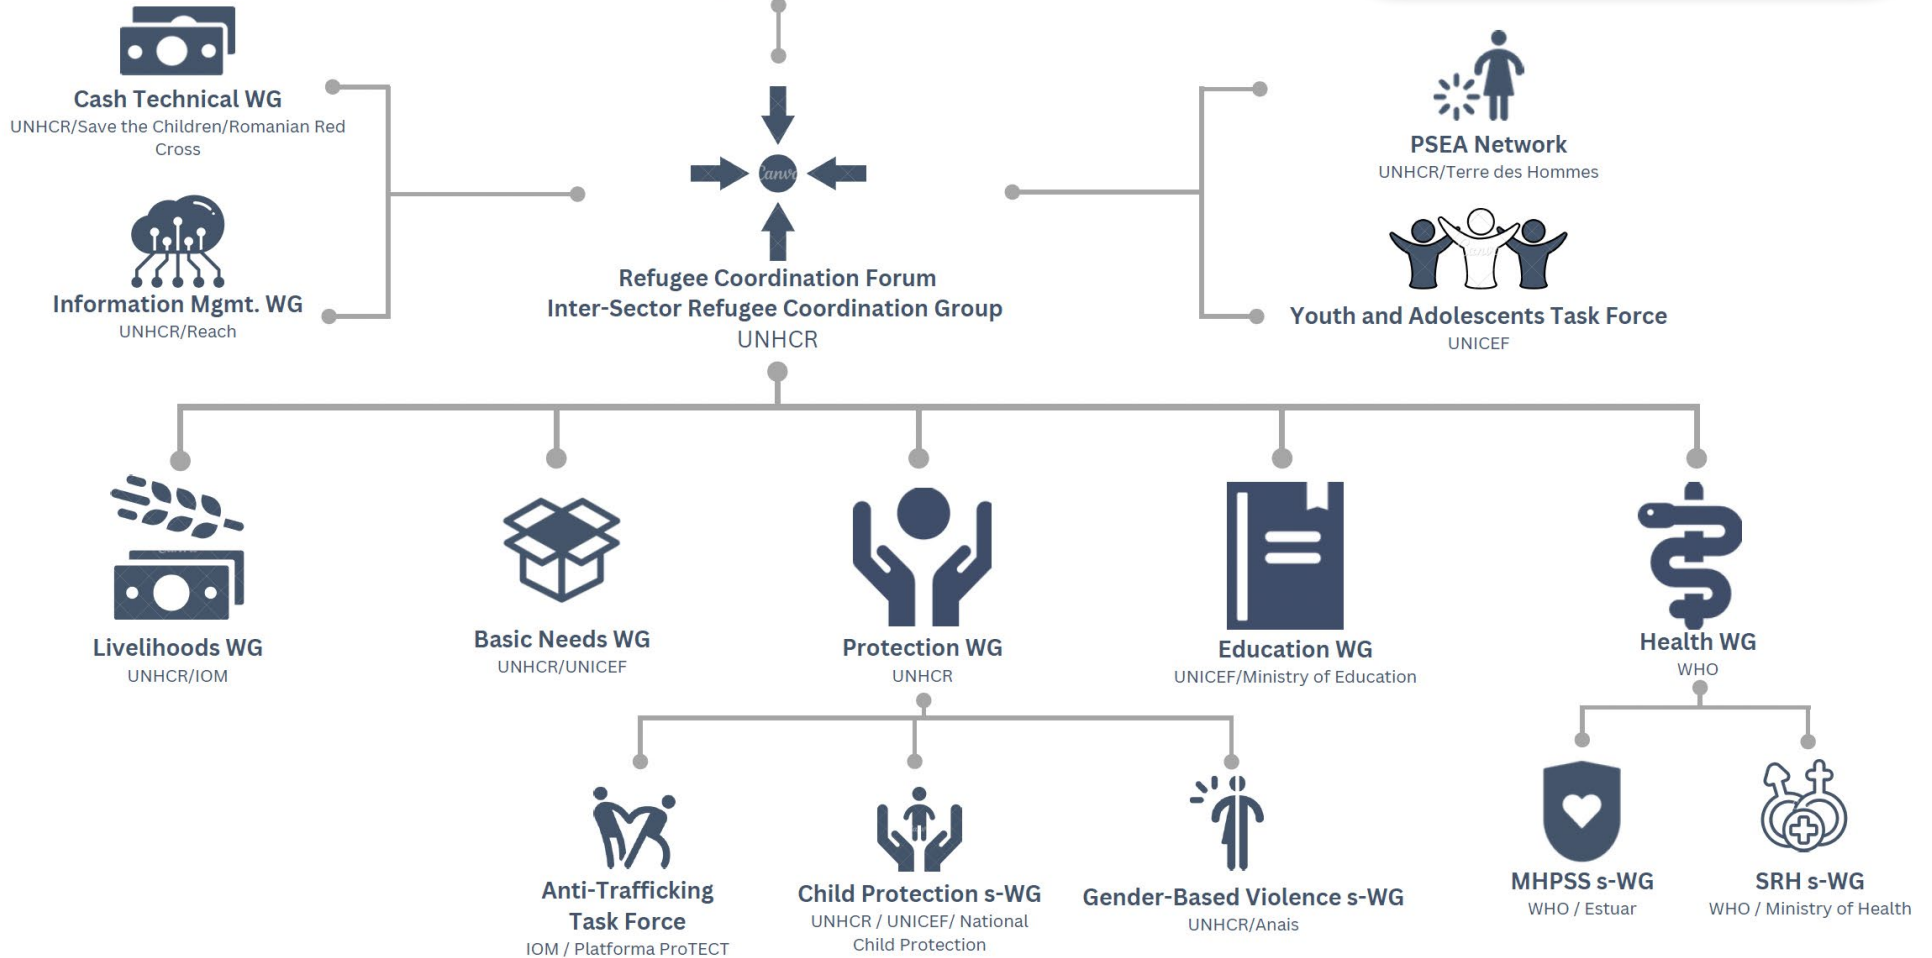 Cash Technical WG
UNHCR/Save the Children/Romanian Red
Cross
Information Mgmt. WG
UNHCR/Reach
Canva
Refugee Coordination Forum
Inter-Sector Refugee Coordination Group
UNHCR
PSEA Network
UNHCR/Terre des Hommes
Youth and Adolescents Task Force
UNICEF
Livelihoods WG
UNHCR/IOM
Basic Needs WG
UNHCR/UNICEF
Protection WG
UNHCR
Education WG
UNICEF/Ministry of Education
Health WG
WHO
Anti-Trafficking
Task Force
IOM / Platforma ProTECT
Child Protection s-WG
UNHCR / UNICEF/ National
Child Protection
Gender-Based Violence s-WG
UNHCR/Anais
MHPSS s-WG
WHO / Estuar
SRH s-WG
WHO / Ministry of Health